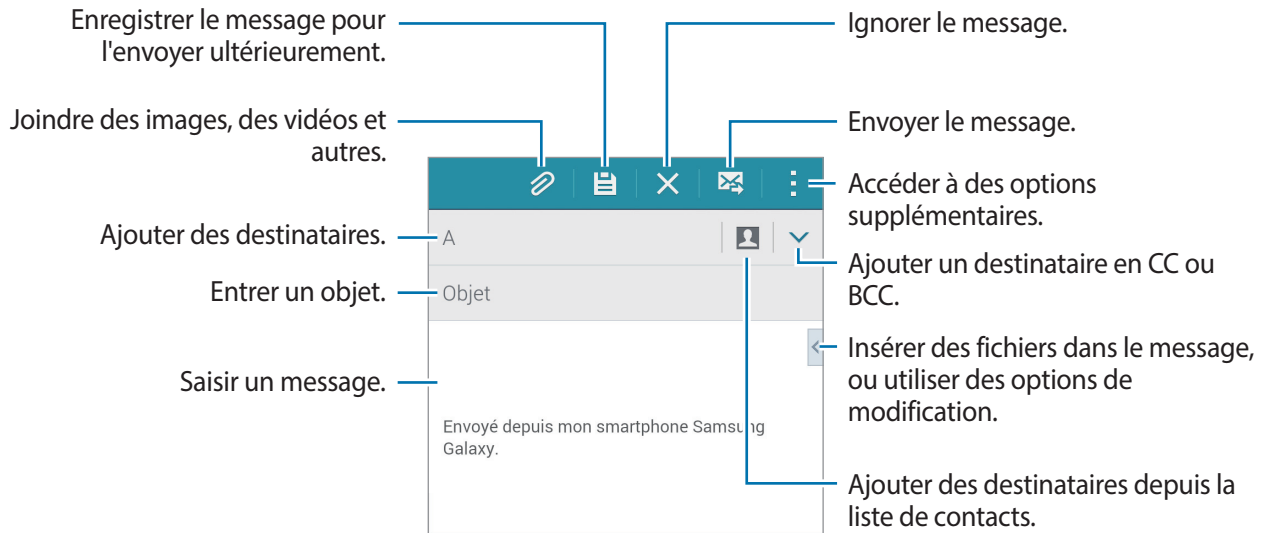 Enregistrer le message pour
l'envoyer ultérieurement.
Ignorer le message.
Joindre des images, des vidéos et
autres.
Envoyer le message.
Accéder à des options
supplémentaires.
Ajouter des destinataires.
A
Ajouter un destinataire en CC ou
BCC.
Entrer un objet.
Objet
Insérer des fichiers dans le message,
ou utiliser des options de
modification.
Saisir un message.
Envoyé depuis mon smartphone Samsung
Galaxy.
Ajouter des destinataires depuis la
liste de contacts.